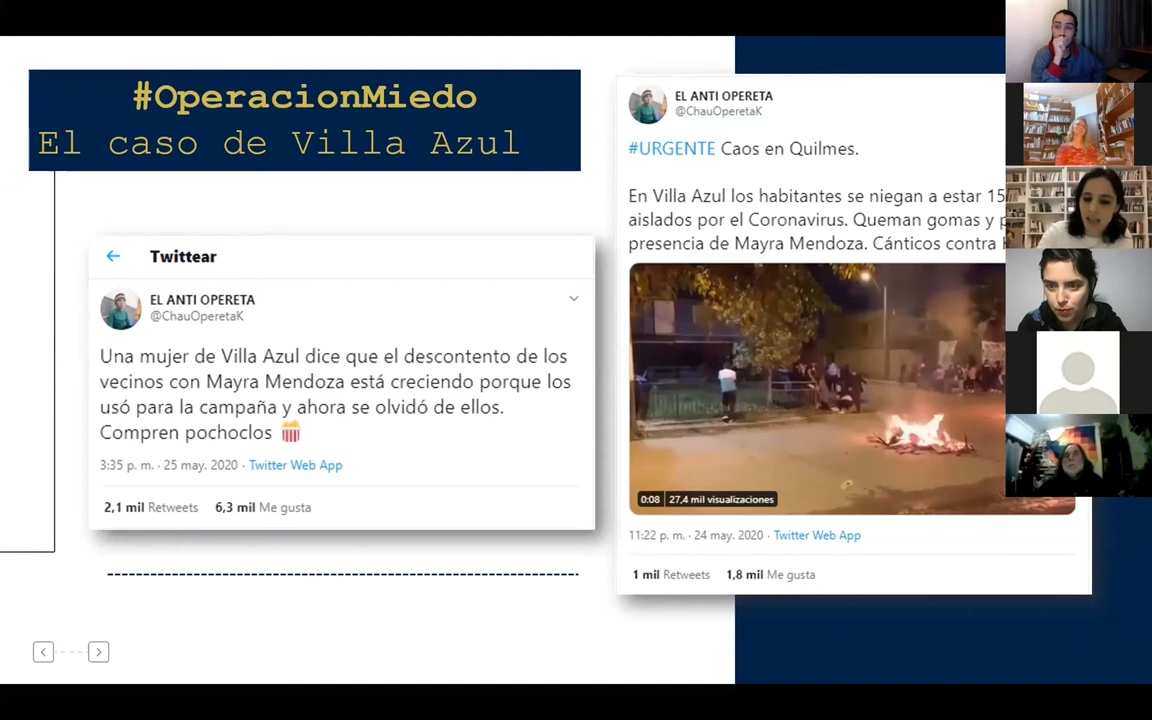 #OperacionMiedo
El caso de Villa Azul
Twittear
EL ANTI OPERETA
@ChauOperetaK
Una mujer de Villa Azul dice que el descontento de los
vecinos con Mayra Mendoza está creciendo porque los
usó para la campaña y ahora se olvidó de ellos.
Compren pochoclos
3:35 p. m. · 25 may. 2020 · Twitter Web App
2,1 mil Retweets 6,3 mil Me gusta
EL ANTI OPERETA
@ChauOperetaK
#URGENTE Caos en Quilmes.
En Villa Azul los habitantes se niegan a estar 15
aislados por el Coronavirus. Queman gomas y
presencia de Mayra Mendoza. Cánticos contra
0:08 27,4 mil visualizaciones
11:22 p. m. · 24 may. 2020 · Twitter Web App
1 mil Retweets 1,8 mil Me gusta